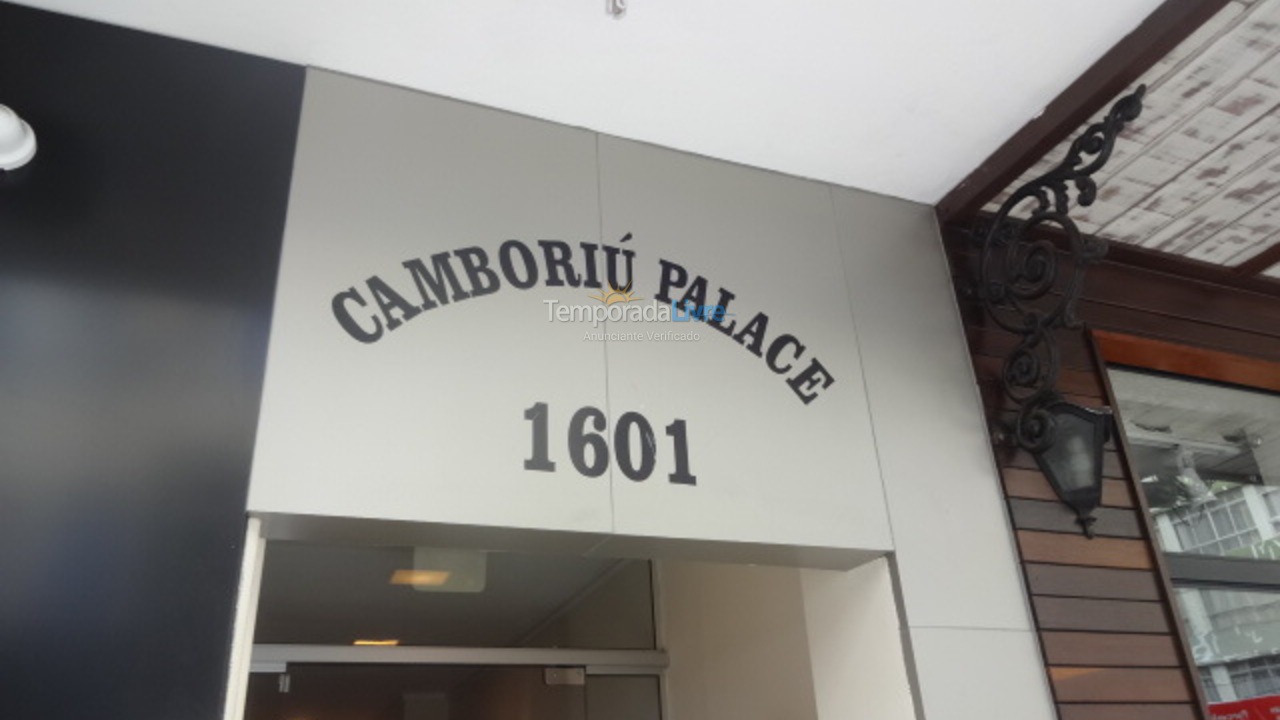 CAMBORIÚ PALACE
TemporadaLivre
Anunciante Verificado
1601